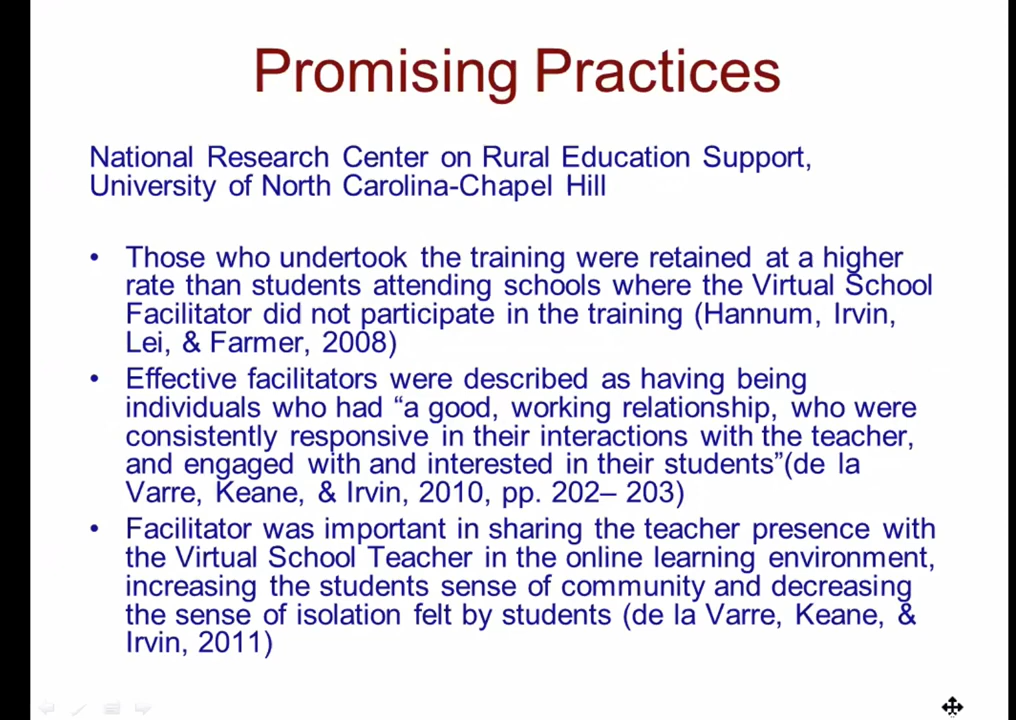 Promising Practices
National Research Center on Rural Education Support,
University of North Carolina-Chapel Hill
• Those who undertook the training were retained at a higher
rate than students attending schools where the Virtual School
Facilitator did not participate in the training (Hannum, Irvin,
Lei, & Farmer, 2008)
• Effective facilitators were described as having being
individuals who had “a good, working relationship, who were
consistently responsive in their interactions with the teacher,
and engaged with and interested in their students”(de la
Varre, Keane, & Irvin, 2010, pp. 202– 203)
• Facilitator was important in sharing the teacher presence with
the Virtual School Teacher in the online learning environment,
increasing the students sense of community and decreasing
the sense of isolation felt by students (de la Varre, Keane, &
Irvin, 2011)